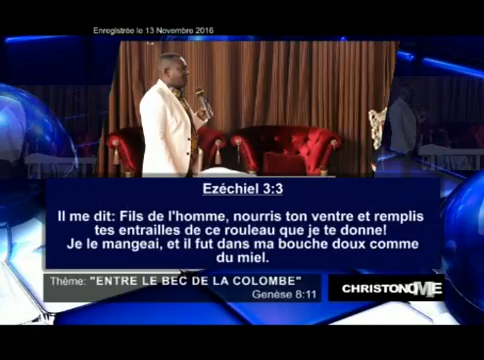 Enregistrée le 13 Novembre 2016
Ezéchiel 3:3
Il me dit: Fils de l'homme, nourris ton ventre et remplis
tes entrailles de ce rouleau que je te donne!
Je le mangeai, et il fut dans ma bouche doux comme
du miel.
Thème: "ENTRE LE BEC DE LA COLOMBE"
Genèse 8:11
CHRISTONOME